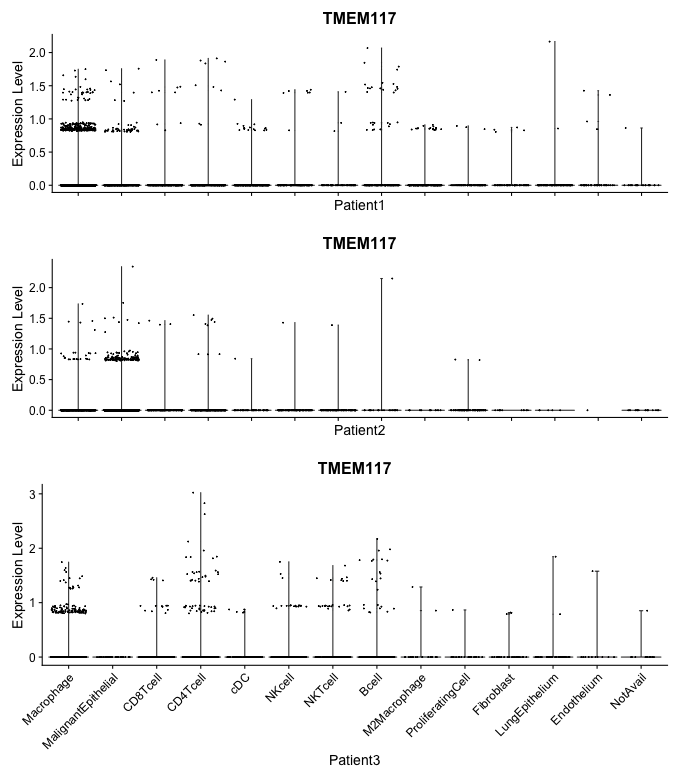 TMEM117
Expression Level
2.0
1.5
1.0
0.5
0.0
Patient1
TMEM117
Expression Level
2.0
1.5
1.0
0.5
0.0
Patient2
TMEM117
Expression Level
3
2
1
0
Macrophage
MalignantEpithelial
CD8Tcell
CD4Tcell
cDC
NKcell
NKTcell
Bcell
M2Macrophage
ProliferatingCell
Fibroblast
LungEpithelium
Endothelium
NotAvail
Patient3